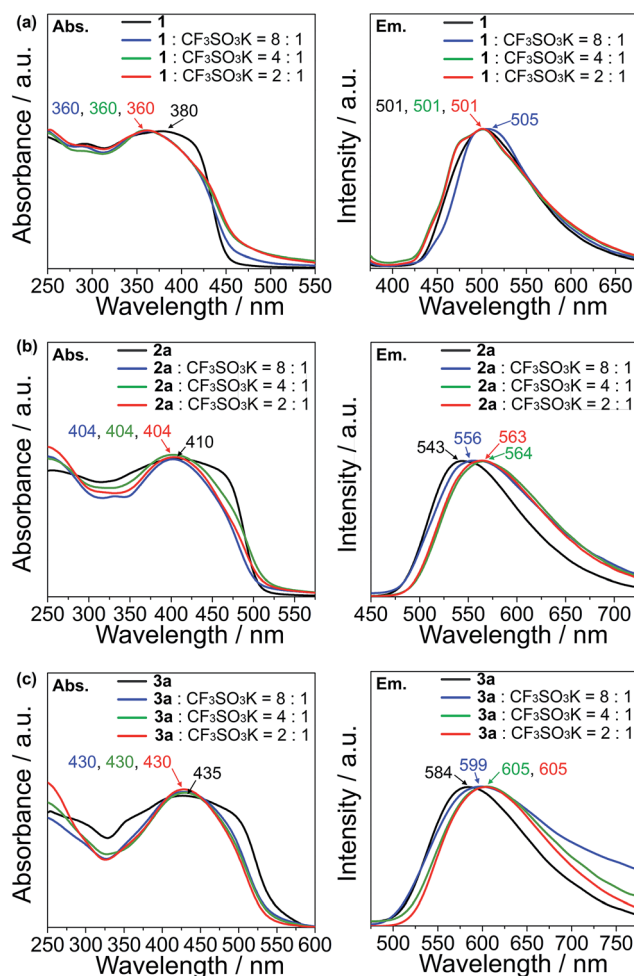 (a) Abs.
1
1 : CF₃SO₃K = 8 : 1
1 : CF₃SO₃K = 4 : 1
1 : CF₃SO₃K = 2 : 1
360, 360, 360
380
Absorbance / a.u.
250 300 350 400 450 500 550
Wavelength / nm
Em.
1
1 : CF₃SO₃K = 8 : 1
1 : CF₃SO₃K = 4 : 1
1 : CF₃SO₃K = 2 : 1
501, 501, 501
505
Intensity / a.u.
400 450 500 550 600 650
Wavelength / nm
(b) Abs.
2a
2a : CF₃SO₃K = 8 : 1
2a : CF₃SO₃K = 4 : 1
2a : CF₃SO₃K = 2 : 1
404, 404, 404
410
Absorbance / a.u.
250 300 350 400 450 500 550
Wavelength / nm
Em.
2a
2a : CF₃SO₃K = 8 : 1
2a : CF₃SO₃K = 4 : 1
2a : CF₃SO₃K = 2 : 1
543
556
563
564
Intensity / a.u.
450 500 550 600 650 700
Wavelength / nm
(c) Abs.
3a
3a : CF₃SO₃K = 8 : 1
3a : CF₃SO₃K = 4 : 1
3a : CF₃SO₃K = 2 : 1
430, 430, 430
435
Absorbance / a.u.
250 300 350 400 450 500 550 600
Wavelength / nm
Em.
3a
3a : CF₃SO₃K = 8 : 1
3a : CF₃SO₃K = 4 : 1
3a : CF₃SO₃K = 2 : 1
584
599
605, 605
Intensity / a.u.
500 550 600 650 700 750
Wavelength / nm